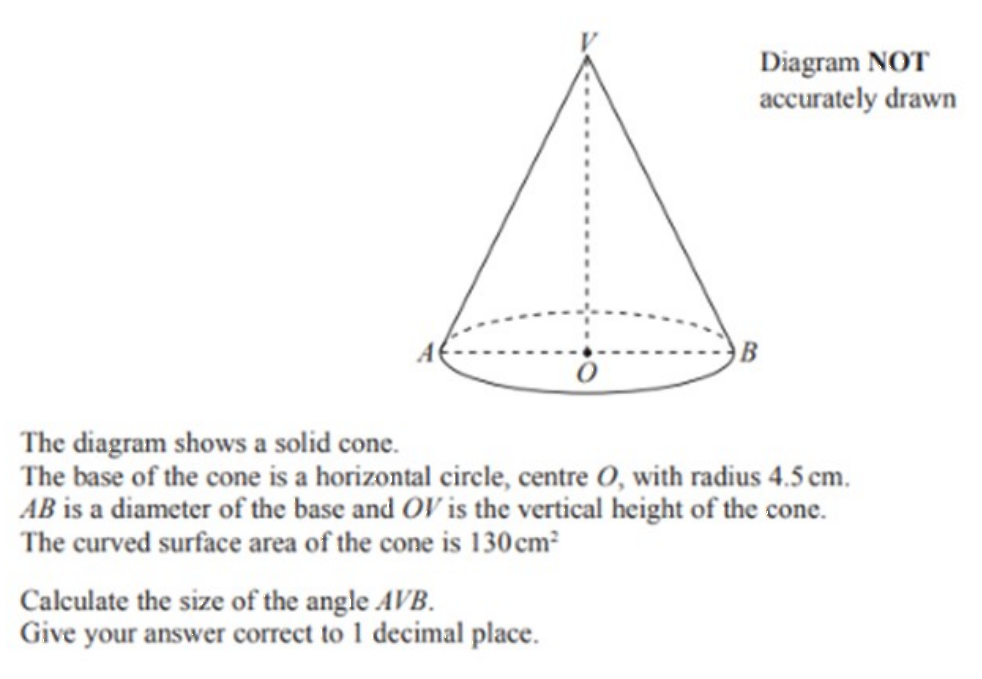 V
Diagram NOT
accurately drawn
A
B
O
The diagram shows a solid cone.
The base of the cone is a horizontal circle, centre O, with radius 4.5 cm.
AB is a diameter of the base and OV is the vertical height of the cone.
The curved surface area of the cone is 130 cm²
Calculate the size of the angle AVB.
Give your answer correct to 1 decimal place.